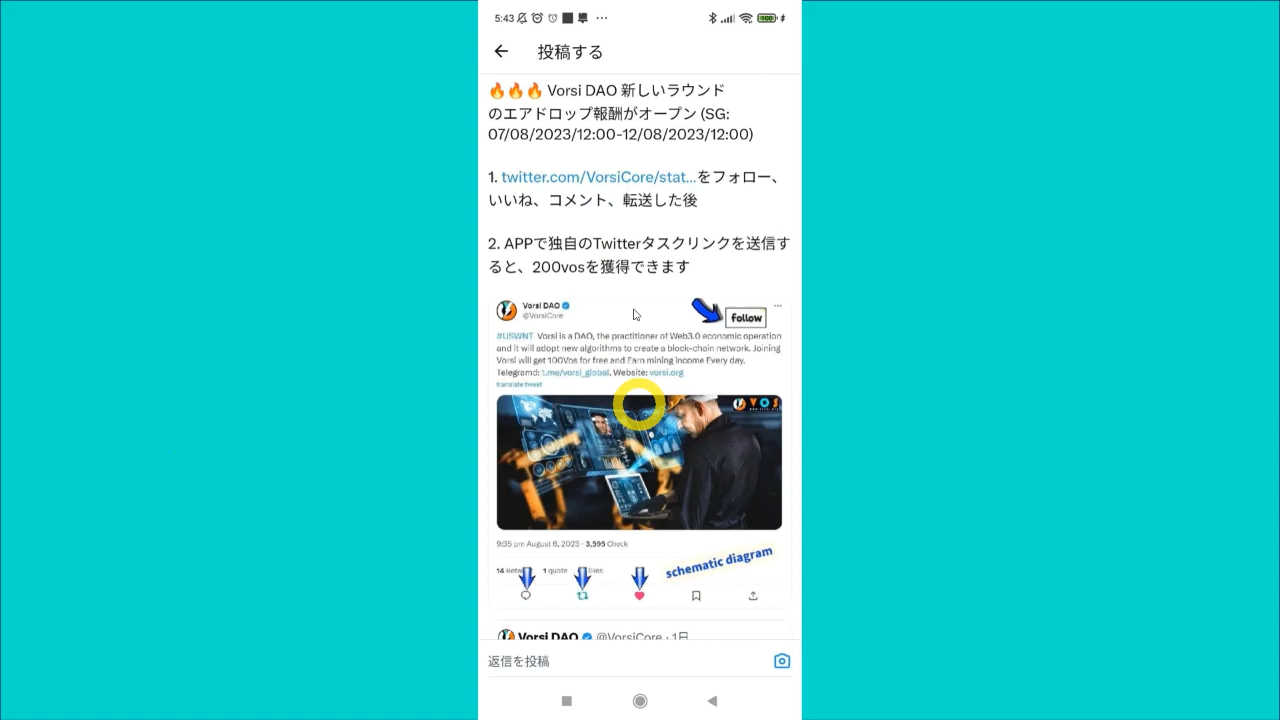 5:43
投稿する
🔥🔥🔥 Vorsi DAO 新しいラウンド
のエアドロップ報酬がオープン (SG:
07/08/2023/12:00-12/08/2023/12:00)
1. twitter.com/VorsiCore/stat...をフォロー、
いいね、コメント、転送した後
2. APPで独自のTwitterタスクリンクを送信す
ると、200vosを獲得できます
Vorsi DAO
@VorsiCore
follow
#USWNT Vorsi is a DAO, the practitioner of Web3.0 economic operation
and it will adopt new algorithms to create a block-chain network. Joining
Vorsi will get 100Vos for free and Earn mining income Every day.
Telegramd: t.me/vorsi_global. Website: vorsi.org
translate tweet
VOS
9:35 pm August 6, 2023 · 3,595 Check
schematic diagram
14 1 quote likes
Vorsi DAO @VorsiCore · 1日
返信を投稿